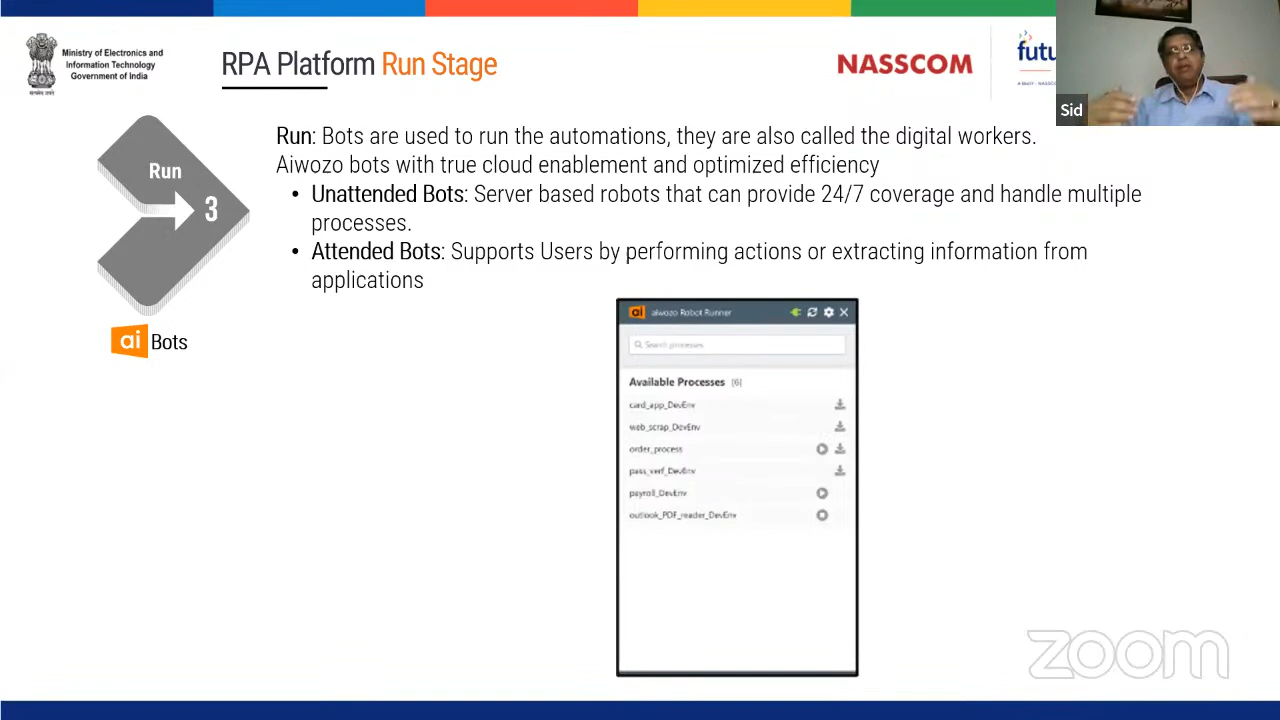 Ministry of Electronics and
Information Technology
Government of India
RPA Platform Run Stage
NASSCOM
futu
Sid
Run: Bots are used to run the automations, they are also called the digital workers.
Aiwozo bots with true cloud enablement and optimized efficiency
• Unattended Bots: Server based robots that can provide 24/7 coverage and handle multiple
processes.
• Attended Bots: Supports Users by performing actions or extracting information from
applications
Run
3
ai Bots
ai aiwozo Robot Runner
Search processes
Available Processes [6]
card_app_DevEnv
web_scrap_DevEnv
order_process
pass_verf_DevEnv
payroll_DevEnv
outlook_PDF_reader_DevEnv
zoom